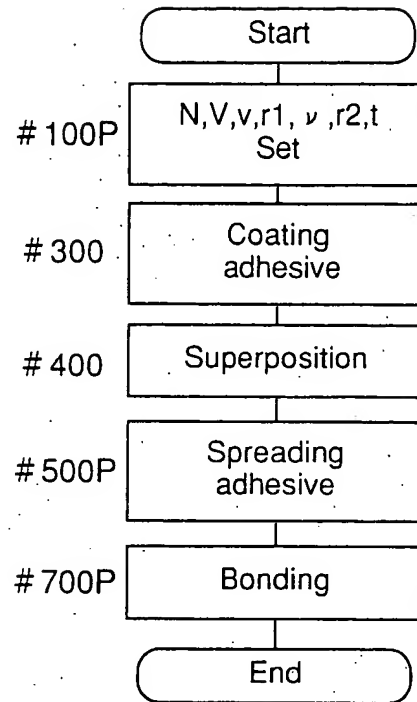 Start
#100P
N,V,v,r1, ν ,r2,t
Set
#300
Coating
adhesive
#400
Superposition
#500P
Spreading
adhesive
#700P
Bonding
End